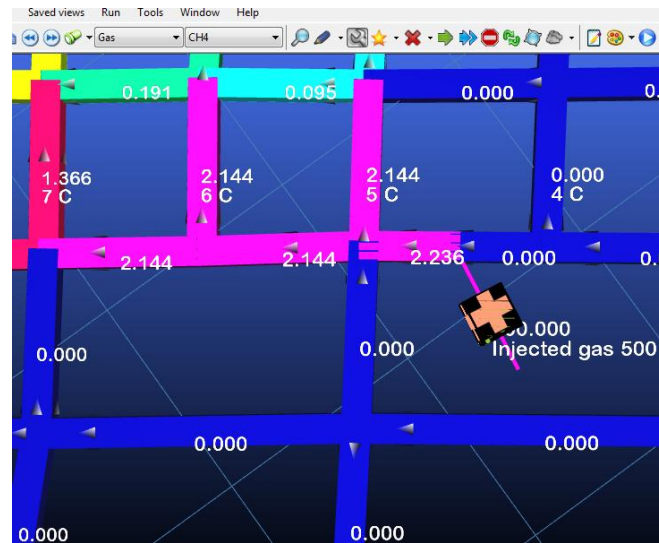 Saved views Run Tools Window Help
Gas CH4
0.191 0.095 0.000 0.
1.366 2.144 2.144 0.000
7 C 6 C 5 C 4 C
2.144 2.144 2.236 0.000 0.
0.000 0.000 0.000
Injected gas 500
0.000 0.000
0.000 0.000